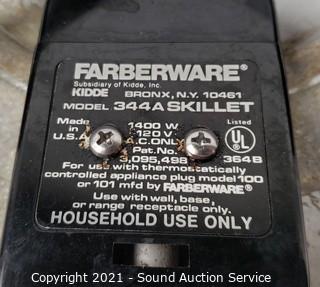 FARBERWARE®
Subsidiary of Kidde, Inc.
KIDDE BRONX, N.Y. 10461
MODEL 344A SKILLET
Made in U.S.A.
1400 W
120 V
A.C. ONLY
Pat. No.
3,095,498
Listed
UL®
364B
For use with thermostatically
controlled appliance plug model 100
or 101 mfd by FARBERWARE®
Use with wall, base,
or range receptacle only.
HOUSEHOLD USE ONLY
Copyright 2021 - Sound Auction Service